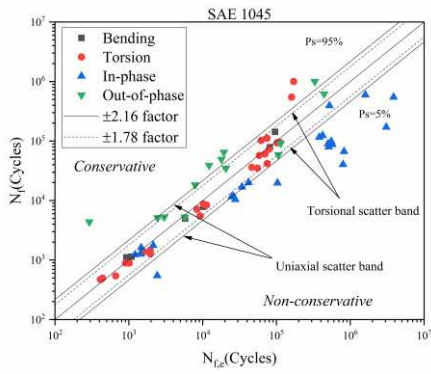 SAE 1045
Bending
Torsion
In-phase
Out-of-phase
±2.16 factor
±1.78 factor
Ps=95%
Ps=5%
Conservative
Torsional scatter band
Uniaxial scatter band
Non-conservative
10⁷
10⁶
10⁵
10⁴
10³
10²
Nf(Cycles)
10² 10³ 10⁴ 10⁵ 10⁶ 10⁷
Nf,e(Cycles)